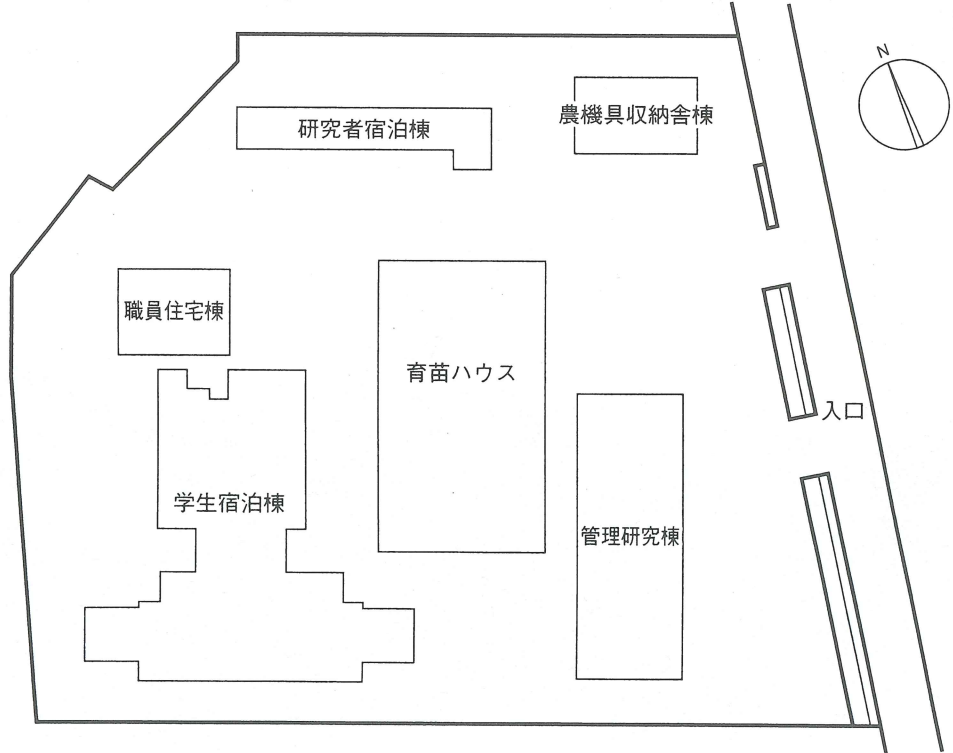 N
農機具収納舎棟
研究者宿泊棟
職員住宅棟
育苗ハウス
入口
学生宿泊棟
管理研究棟